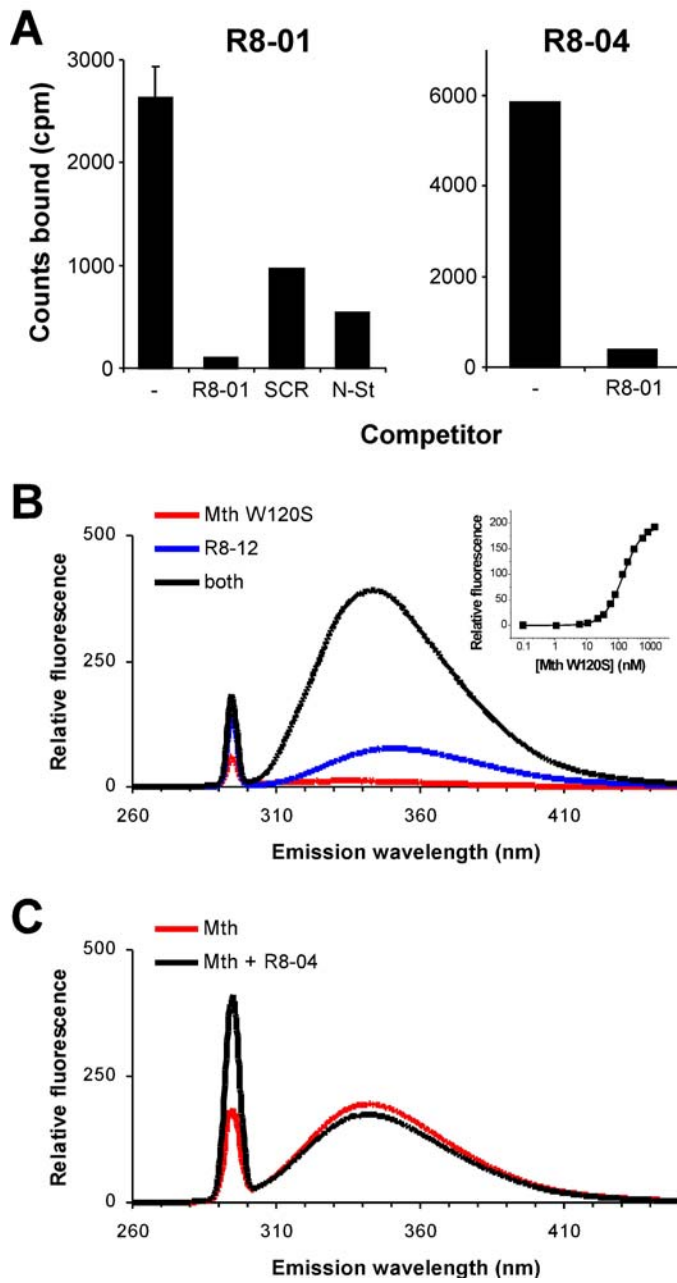 A
R8-01
R8-04
Counts bound (cpm)
3000
2000
1000
0
- R8-01 SCR N-St
6000
4000
2000
0
- R8-01
Competitor
B
Mth W120S
R8-12
both
Relative fluorescence
500
250
0
260 310 360 410
Emission wavelength (nm)
Relative fluorescence
200
150
100
50
0
0.1 1 10 100 1000
[Mth W120S] (nM)
C
Mth
Mth + R8-04
Relative fluorescence
500
250
0
260 310 360 410
Emission wavelength (nm)